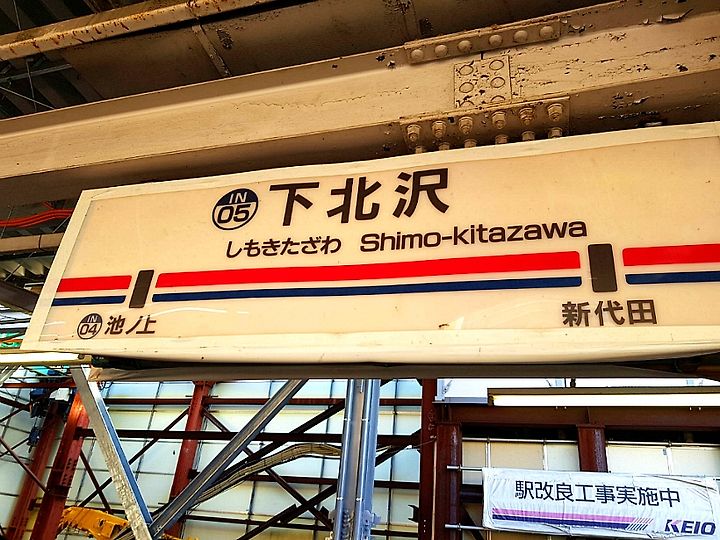 IN 05 下北沢
しもきたざわ Shimo-kitazawa
IN 04 池ノ上
新代田
駅改良工事実施中
KEIO